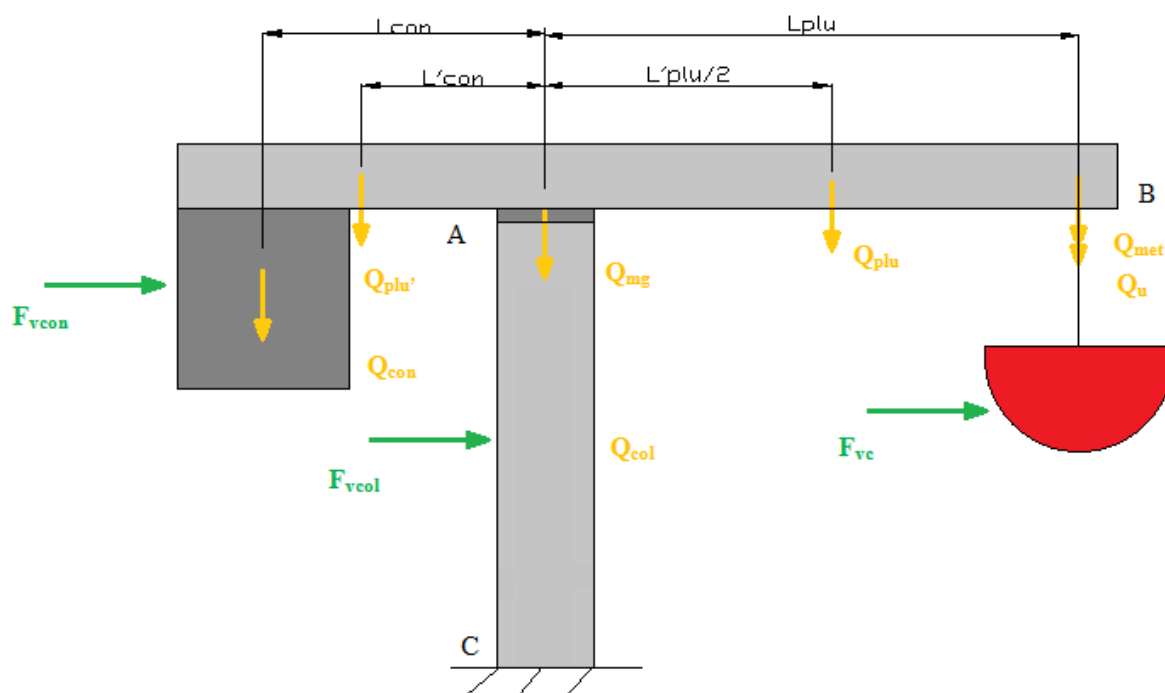 Lcon
Lplu
L'con
L'plu/2
B
A
Qmet
Qplu'
Qmg
Qplu
Qu
Fvcon
Qcon
Qcol
Fvc
Fvcol
C